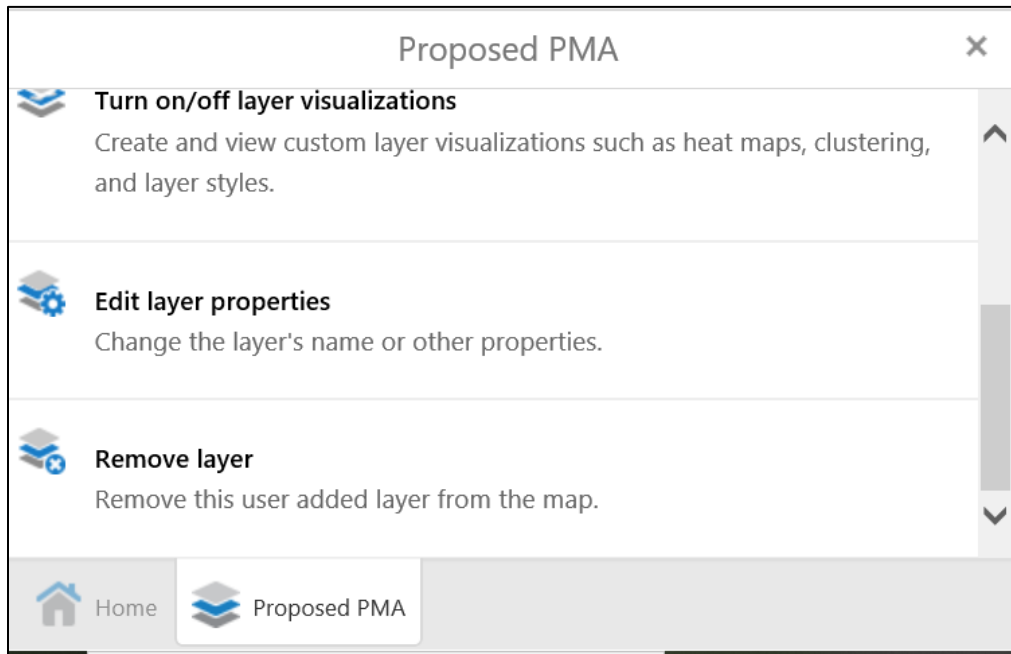 Proposed PMA
Turn on/off layer visualizations
Create and view custom layer visualizations such as heat maps, clustering,
and layer styles.
Edit layer properties
Change the layer's name or other properties.
Remove layer
Remove this user added layer from the map.
Home
Proposed PMA